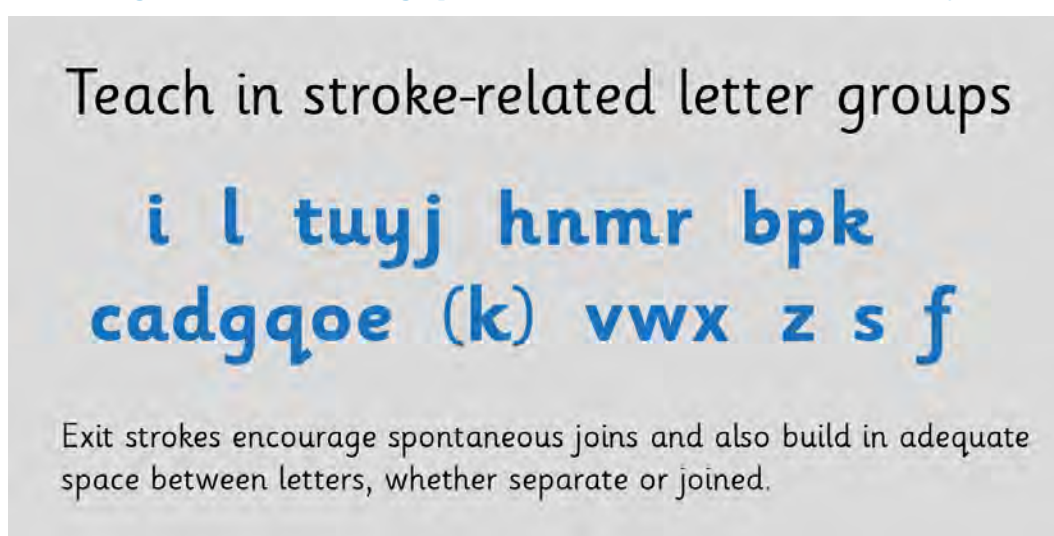 Teach in stroke-related letter groups
i l tuyj hnmr bpk
cadgqoe (k) vwx z s f
Exit strokes encourage spontaneous joins and also build in adequate
space between letters, whether separate or joined.